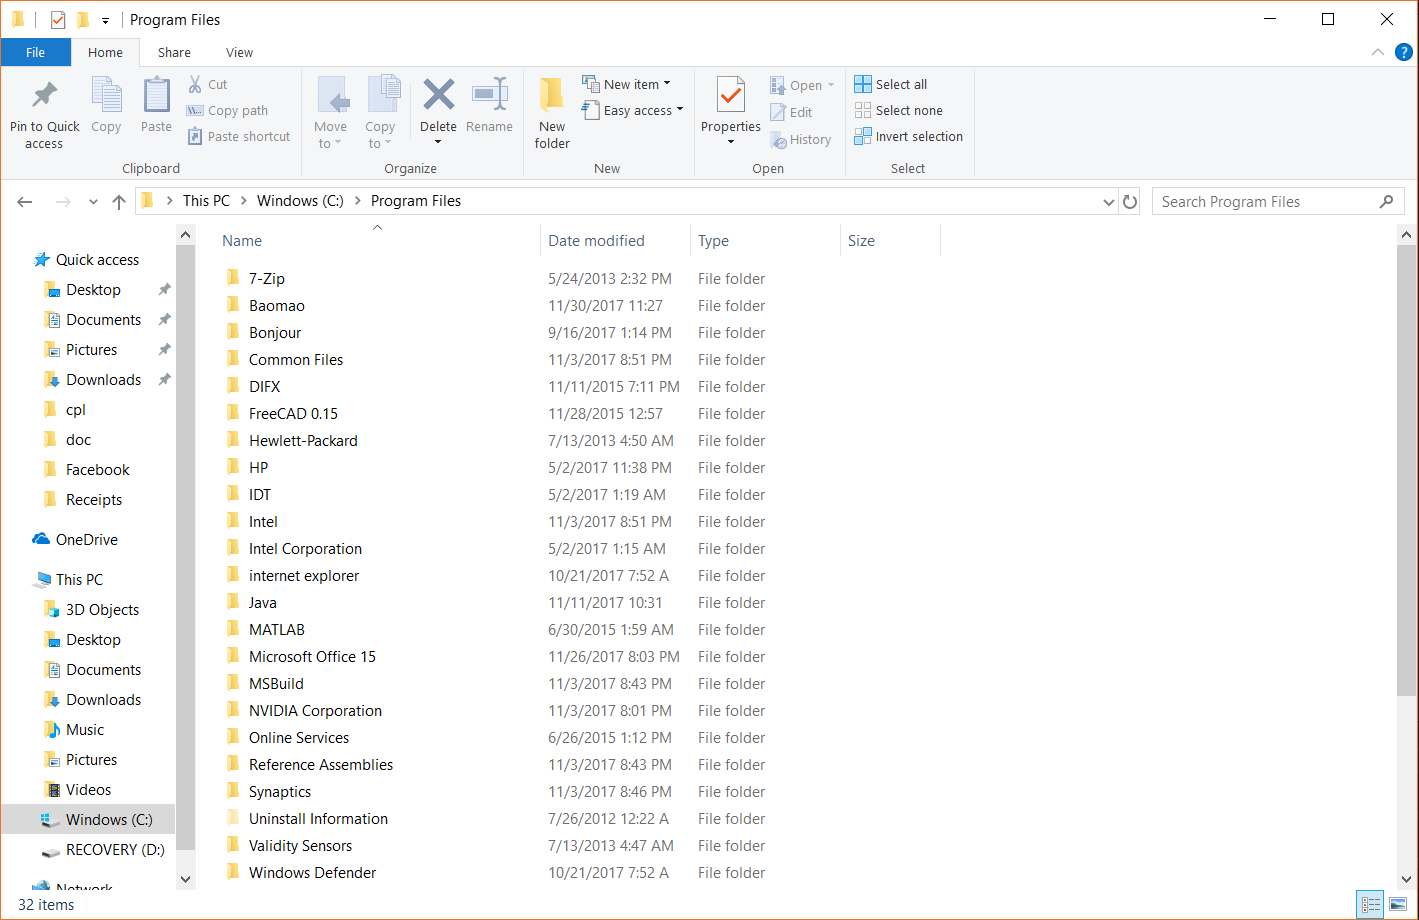 Program Files
File Home Share View
Pin to Quick access
Copy
Paste
Cut
Copy path
Paste shortcut
Clipboard
Move to
Copy to
Delete
Rename
Organize
New folder
New item
Easy access
New
Properties
Open
Edit
History
Open
Select all
Select none
Invert selection
Select
This PC Windows (C:) Program Files
Search Program Files
Quick access
Desktop
Documents
Pictures
Downloads
cpl
doc
Facebook
Receipts
OneDrive
This PC
3D Objects
Desktop
Documents
Downloads
Music
Pictures
Videos
Windows (C:)
RECOVERY (D:)
Network
Name Date modified Type Size
7-Zip 5/24/2013 2:32 PM File folder
Baomao 11/30/2017 11:27 File folder
Bonjour 9/16/2017 1:14 PM File folder
Common Files 11/3/2017 8:51 PM File folder
DIFX 11/11/2015 7:11 PM File folder
FreeCAD 0.15 11/28/2015 12:57 File folder
Hewlett-Packard 7/13/2013 4:50 AM File folder
HP 5/2/2017 11:38 PM File folder
IDT 5/2/2017 1:19 AM File folder
Intel 11/3/2017 8:51 PM File folder
Intel Corporation 5/2/2017 1:15 AM File folder
internet explorer 10/21/2017 7:52 A File folder
Java 11/11/2017 10:31 File folder
MATLAB 6/30/2015 1:59 AM File folder
Microsoft Office 15 11/26/2017 8:03 PM File folder
MSBuild 11/3/2017 8:43 PM File folder
NVIDIA Corporation 11/3/2017 8:01 PM File folder
Online Services 6/26/2015 1:12 PM File folder
Reference Assemblies 11/3/2017 8:43 PM File folder
Synaptics 11/3/2017 8:46 PM File folder
Uninstall Information 7/26/2012 12:22 A File folder
Validity Sensors 7/13/2013 4:47 AM File folder
Windows Defender 10/21/2017 7:52 A File folder
32 items